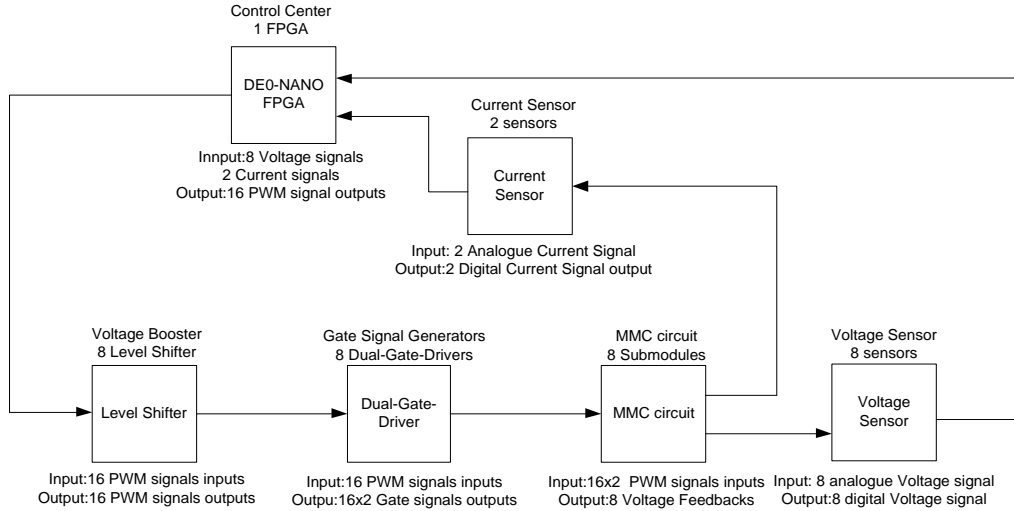 Control Center
1 FPGA
DE0-NANO
FPGA
Innput:8 Voltage signals
2 Current signals
Output:16 PWM signal outputs
Current Sensor
2 sensors
Current
Sensor
Input: 2 Analogue Current Signal
Output:2 Digital Current Signal output
Voltage Booster
8 Level Shifter
Level Shifter
Input:16 PWM signals inputs
Output:16 PWM signals outputs
Gate Signal Generators
8 Dual-Gate-Drivers
Dual-Gate-
Driver
Input:16 PWM signals inputs
Outpu:16x2 Gate signals outputs
MMC circuit
8 Submodules
MMC circuit
Input:16x2 PWM signals inputs
Output:8 Voltage Feedbacks
Voltage Sensor
8 sensors
Voltage
Sensor
Input: 8 analogue Voltage signal
Output:8 digital Voltage signal